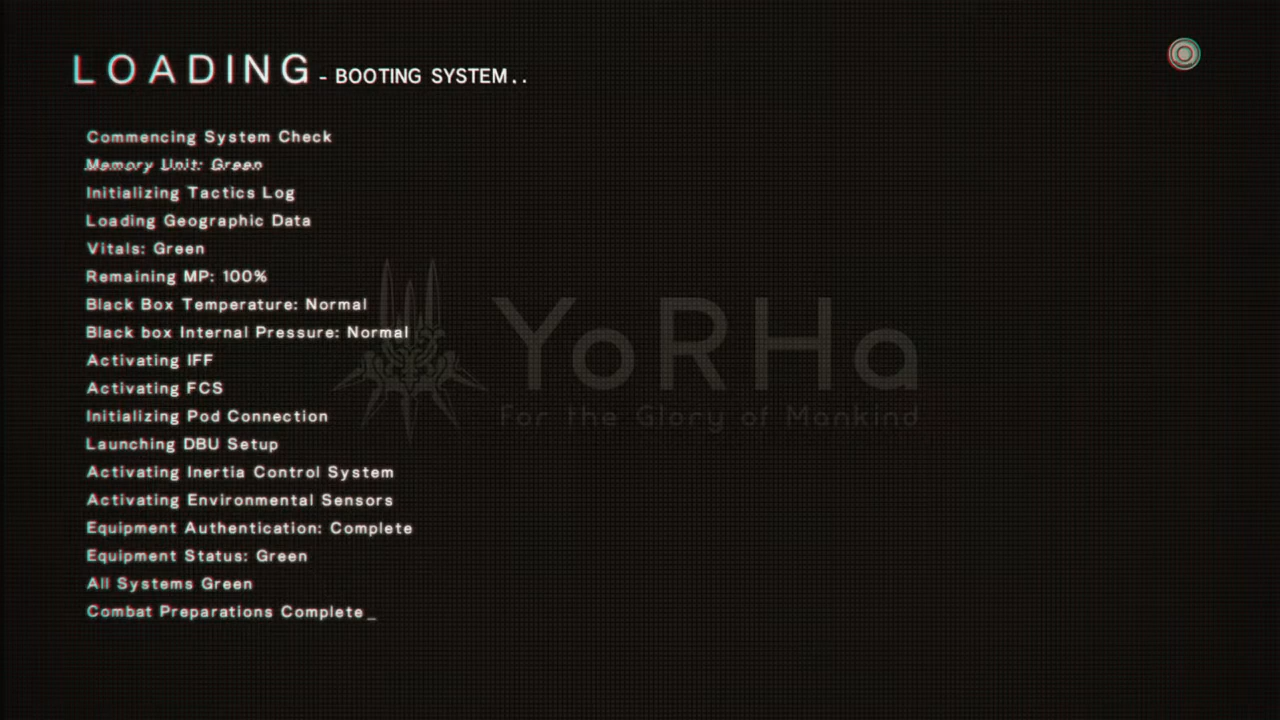 LOADING - BOOTING SYSTEM..
Commencing System Check
Memory Unit: Green
Initializing Tactics Log
Loading Geographic Data
Vitals: Green
Remaining MP: 100%
Black Box Temperature: Normal
Black box Internal Pressure: Normal
Activating IFF
Activating FCS
Initializing Pod Connection
Launching DBU Setup
Activating Inertia Control System
Activating Environmental Sensors
Equipment Authentication: Complete
Equipment Status: Green
All Systems Green
Combat Preparations Complete_
YoRHa
For the Glory of Mankind